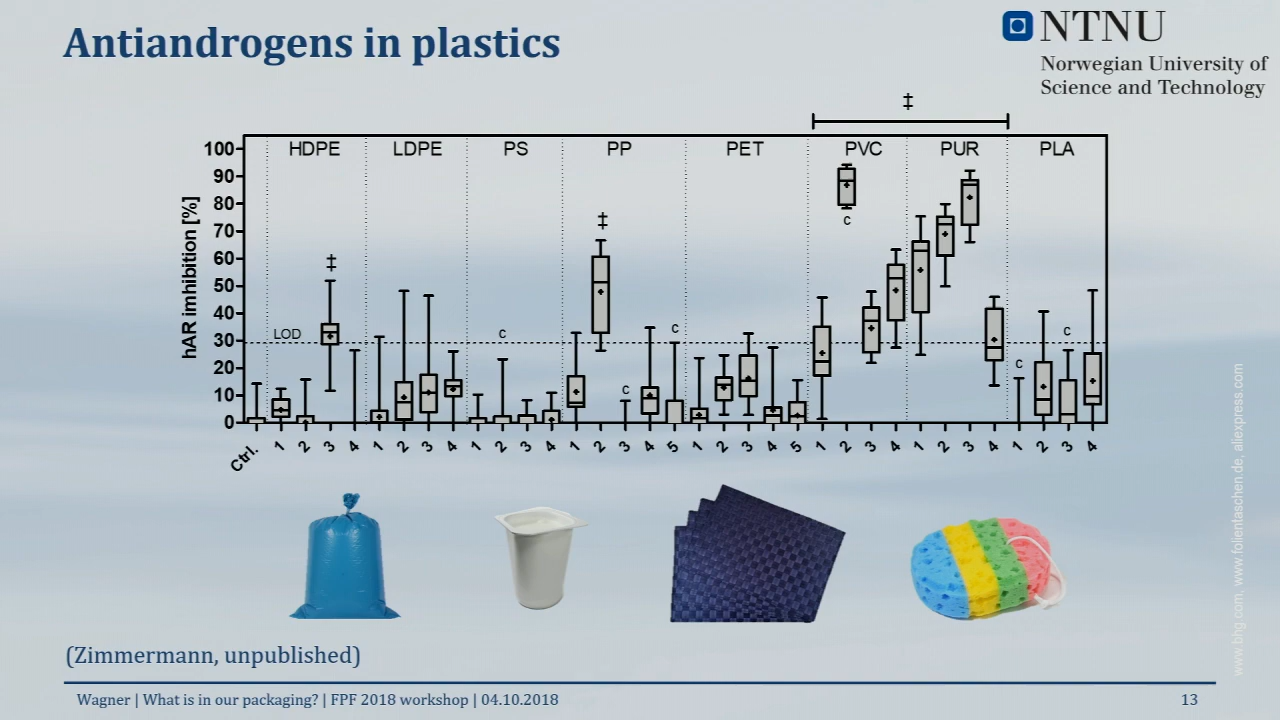 Antiandrogens in plastics
NTNU
Norwegian University of
Science and Technology
‡
HDPE LDPE PS PP PET PVC PUR PLA
hAR imhibition [%]
100
90
80
70
60
50
40
30
20
10
0
‡
‡
LOD
c
c
c
c
c
c
Ctrl. 1 2 3 4 1 2 3 4 1 2 3 4 1 2 3 4 5 1 2 3 4 5 1 2 3 4 1 2 3 4 1 2 3 4
www.bhg.com, www.folientaschen.de, aliexpress.com
(Zimmermann, unpublished)
Wagner | What is in our packaging? | FPF 2018 workshop | 04.10.2018
13